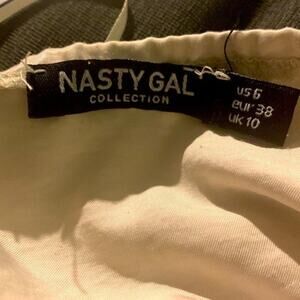 NASTY GAL
COLLECTION
US 6
eur 38
UK 10